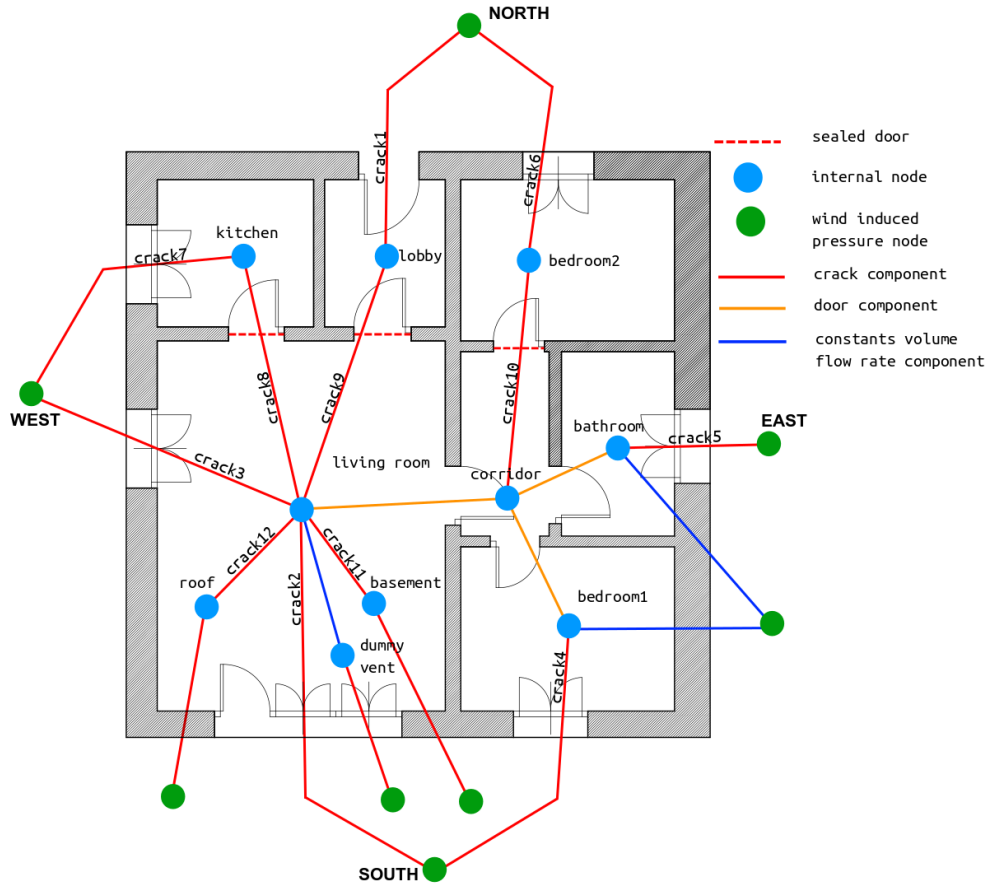 NORTH
sealed door
internal node
wind induced
pressure node
crack component
door component
constants volume
flow rate component
crack1
crack6
kitchen
crack7
lobby
bedroom2
crack8
crack9
crack10
WEST
EAST
bathroom
crack5
crack3
living room
corridor
crack12
crack2
crack11
roof
basement
bedroom1
dummy
vent
crack4
SOUTH